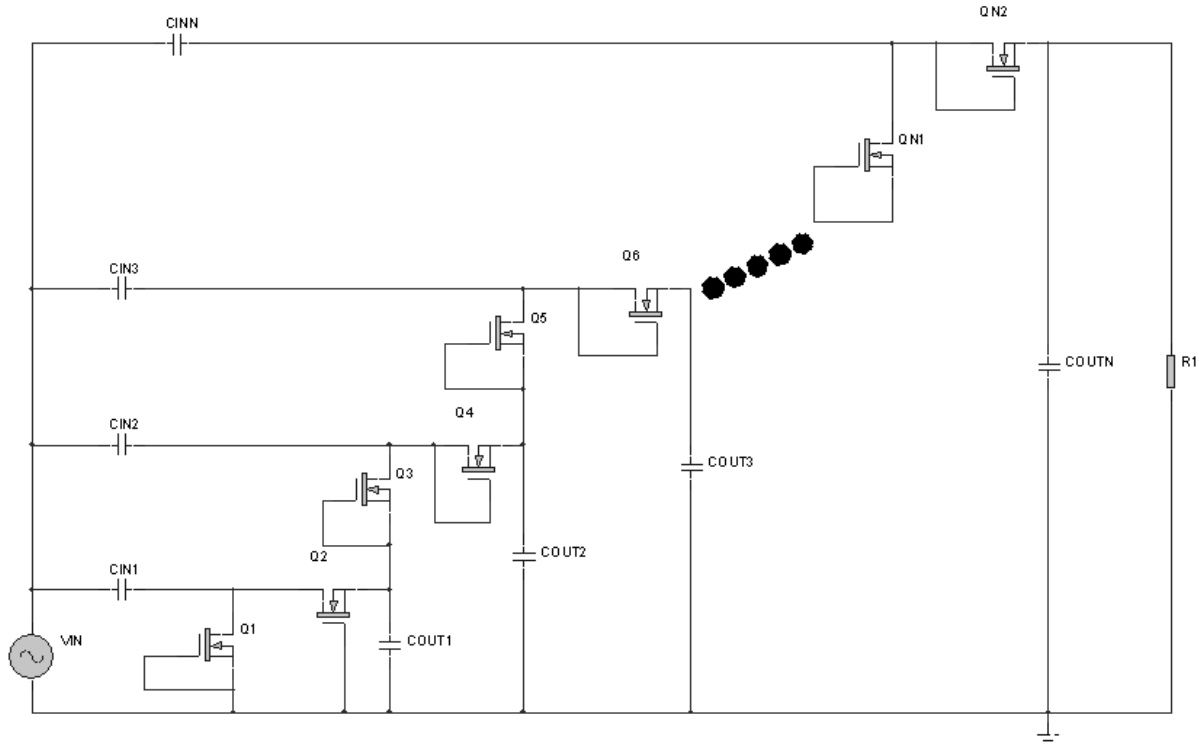 QN2
CINN
QN1
Q6
CIN3
Q5
R1
COUTN
Q4
CIN2
COUT3
Q3
COUT2
Q2
CIN1
Q1
VIN
COUT1